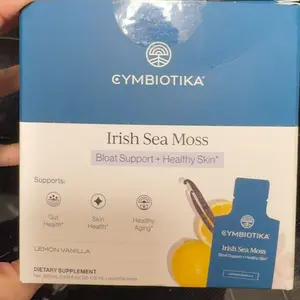 CYMBIOTIKA®
Irish Sea Moss
Bloat Support + Healthy Skin*
Supports:
Gut
Health*
Skin
Health*
Healthy
Aging*
CYMBIOTIKA®
Irish Sea Moss
Bloat Support + Healthy Skin*
LEMON VANILLA
DIETARY SUPPLEMENT